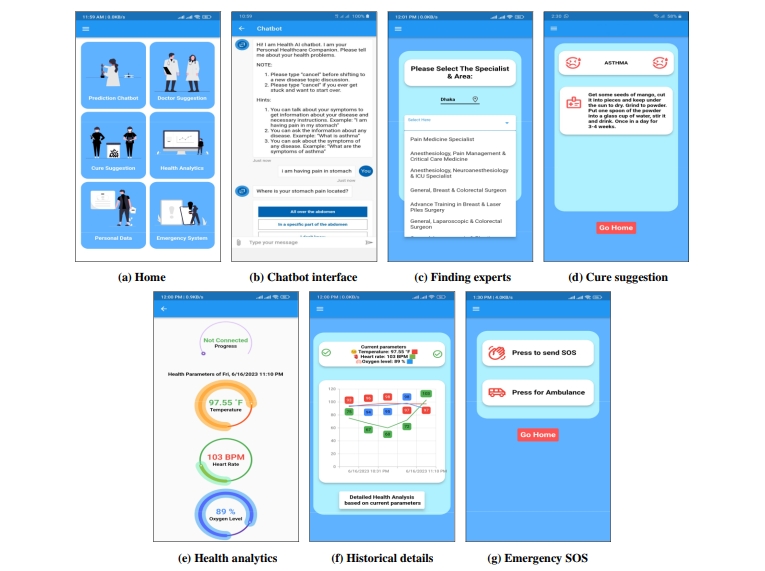 11:59 AM | 0.0KB/s
Prediction Chatbot
Doctor Suggestion
Cure Suggestion
Health Analytics
Personal Data
Emergency System
(a) Home
10:59
100%
Chatbot
Hi! I am Health AI chatbot. I am your
Personal Healthcare Companion. Please tell
me about your health problems.
NOTE:
1. Please type "cancel" before shifting to
a new disease topic discussion.
2. Please type "cancel" if you ever get
stuck and want to start over.
Hints:
1. You can talk about your symptoms to
get information about your disease and
necessary instructions. Example: "I am
having pain in my stomach"
2. You can ask the information about any
disease. Example: "What is asthma"
3. You can ask about the symptoms of
any disease. Example: "What are the
symptoms of asthma"
Just now
I am having pain in stomach
You
Just now
Where is your stomach pain located?
All over the abdomen
In a specific part of the abdomen
Type your message
(b) Chatbot interface
12:01 PM | 0.0KB/s
Please Select The Specialist
& Area:
Dhaka
Select Here
Pain Medicine Specialist
Anesthesiology, Pain Management &
Critical Care Medicine
Anesthesiology, Neuroanesthesiology
& ICU Specialist
General, Breast & Colorectal Surgeon
Advance Training in Breast & Laser
Piles Surgery
General, Laparoscopic & Colorectal
Surgeon
(c) Finding experts
58%
ASTHMA
Get some seeds of mangu, cut
it into pieces and keep under
the sun to dry. Grind to powder.
Put one spoon of the powder
into a glass cup of water, stir it
and drink. Once in a day for
3-4 weeks.
Go Home
(d) Cure suggestion
12:00 PM | 0.0KB/s
Not Connected
Progress
Health Parameters of Fri, 6/16/2023 11:10 PM
97.55 °F
Temperature
103 BPM
Heart Rate
89 %
Oxygen Level
(e) Health analytics
12:00 PM | 0.0KB/s
Current parameters
Temperature: 97.55 °F
Heart rate: 103 BPM
Oxygen level: 89 %
120
100
80
60
40
20
0
6/16/2023 10:31 PM
6/16/2023 11:10 PM
Detailed Health Analysis
based on current parameters
(f) Historical details
1:00 PM | 4.0KB/s
Press to send SOS
Press for Ambulance
Go Home
(g) Emergency SOS